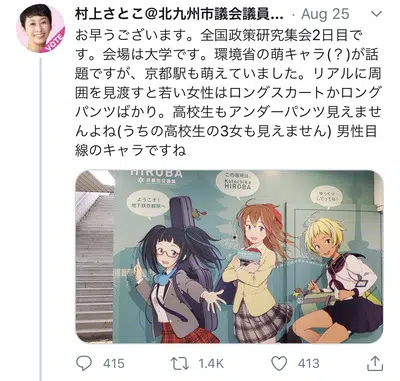 村上さとこ@北九州市議会議員... · Aug 25
お早うございます。全国政策研究集会2日目で
す。会場は大学です。環境省の萌キャラ(？)が話
題ですが、京都駅も萌えていました。リアルに周
囲を見渡すと若い女性はロングスカートかロング
パンツばかり。高校生もアンダーパンツ見えませ
んよね(うちの高校生の3女も見えません) 男性目
線のキャラですね
VOTE
HIROBA
ようこそ!
Kotochika
HIROBA
415
1.4K
413